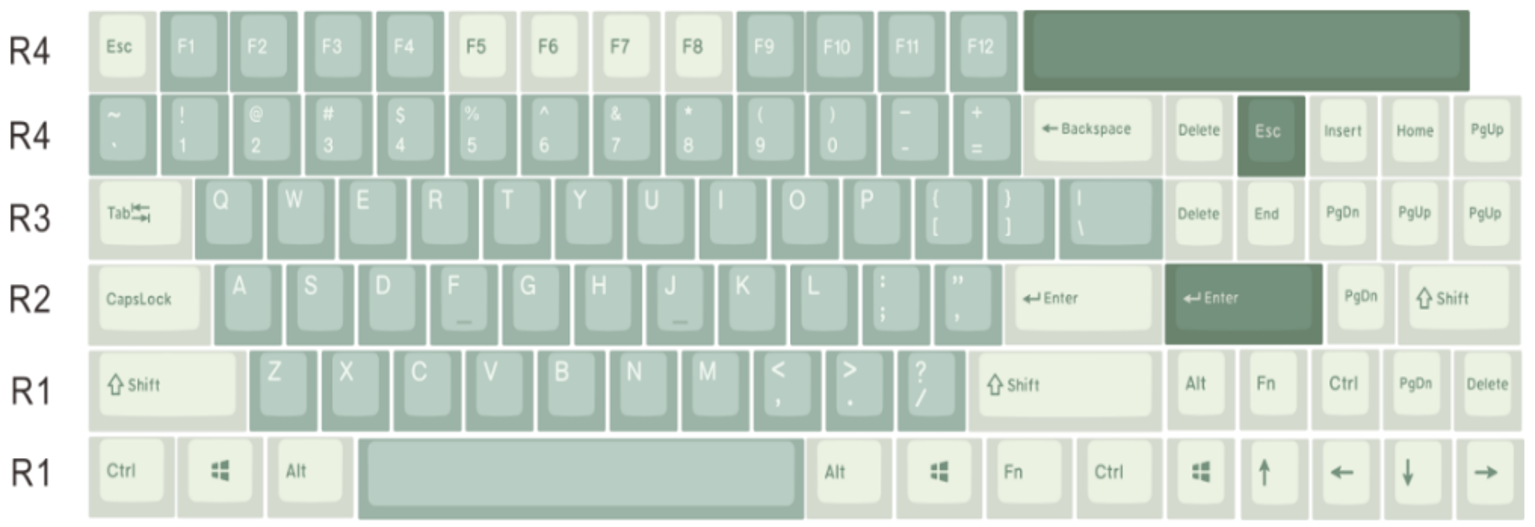 R4 Esc F1 F2 F3 F4 F5 F6 F7 F8 F9 F10 F11 F12
R4 ~ ` ! 1 @ 2 # 3 $ 4 % 5 ^ 6 & 7 * 8 ( 9 ) 0 – - + = ←Backspace Delete Esc Insert Home PgUp
R3 Tab Q W E R T Y U I O P { [ } ] | \ Delete End PgDn PgUp PgUp
R2 CapsLock A S D F _ G H J _ K L : ; " , ↵Enter ↵Enter PgDn ⇧Shift
R1 ⇧Shift Z X C V B N M < , > . ? / ⇧Shift Alt Fn Ctrl PgDn Delete
R1 Ctrl Alt Alt Fn Ctrl ↑ ← ↓ →